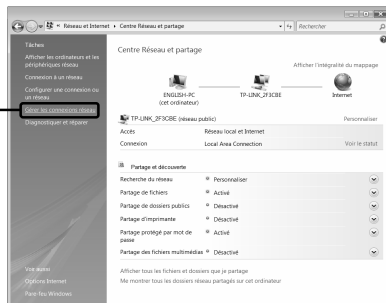 Réseau et Internet ▸ Centre Réseau et partage
Rechercher
Tâches
Afficher les ordinateurs et les
périphériques réseau
Connexion à un réseau
Configurer une connexion ou
un réseau
Gérer les connexions réseau
Diagnostiquer et réparer
Centre Réseau et partage
Afficher l'intégralité du mappage
ENGLISH-PC
(cet ordinateur)
TP-LINK_2F3CBE
Internet
TP-LINK_2F3CBE (réseau public)
Personnaliser
Accès
Réseau local et Internet
Connexion
Local Area Connection
Voir le statut
Partage et découverte
Recherche du réseau
Personnaliser
Partage de fichiers
Activé
Partage de dossiers publics
Désactivé
Partage d'imprimante
Désactivé
Partage protégé par mot de
passe
Activé
Partage des fichiers multimédias
Désactivé
Afficher tous les fichiers et dossiers que je partage
Me montrer tous les dossiers réseau partagés sur cet ordinateur
Voir aussi
Options Internet
Pare-feu Windows